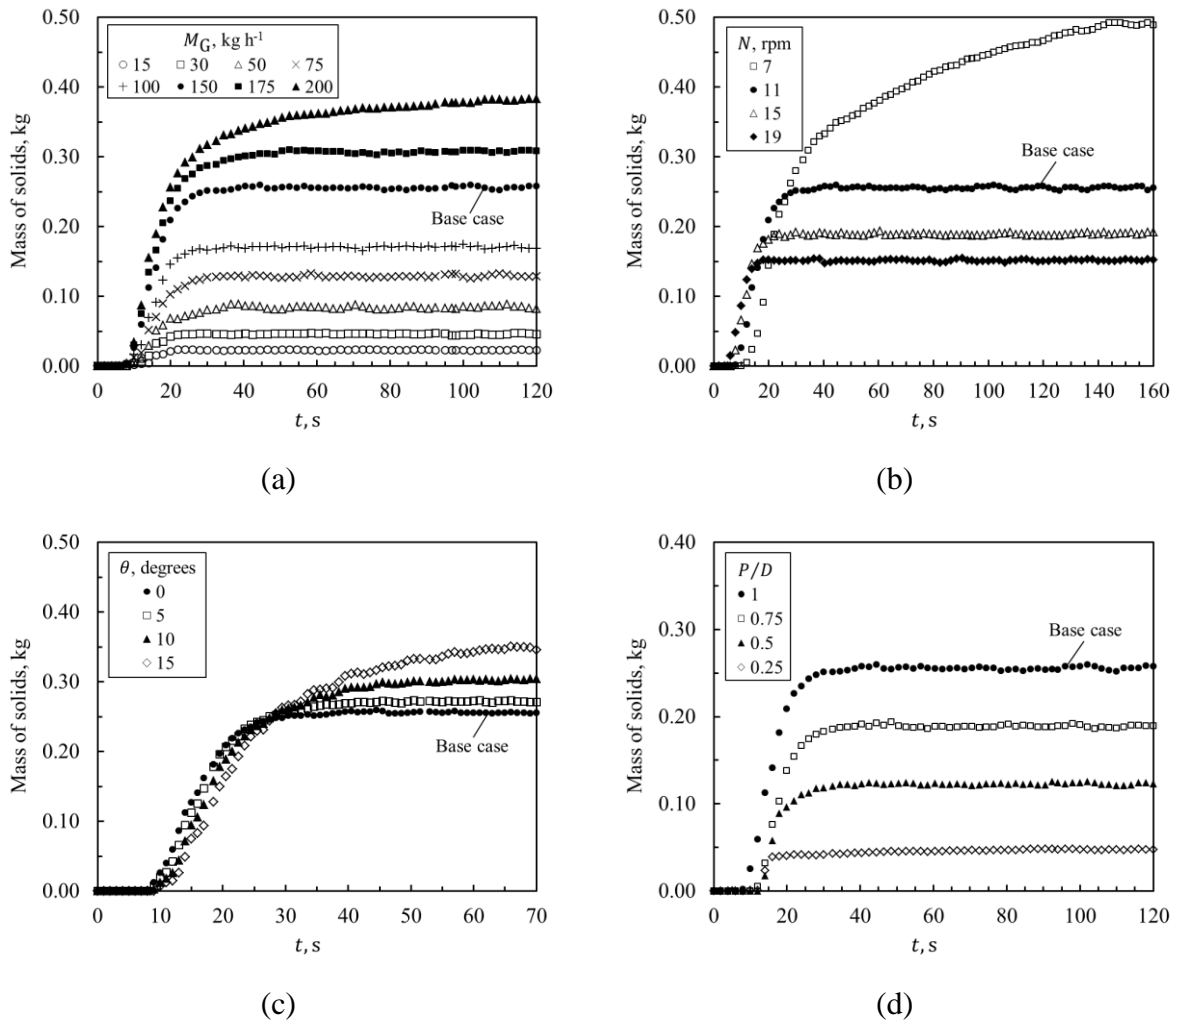 0.50
0.40
0.30
0.20
0.10
0.00
Mass of solids, kg
M_G, kg h⁻¹
15 30 50 75
100 150 175 200
Base case
0 20 40 60 80 100 120
t, s
(a)
0.50
0.40
0.30
0.20
0.10
0.00
Mass of solids, kg
N, rpm
7
11
15
19
Base case
0 20 40 60 80 100 120 140 160
t, s
(b)
0.50
0.40
0.30
0.20
0.10
0.00
Mass of solids, kg
θ, degrees
0
5
10
15
Base case
0 10 20 30 40 50 60 70
t, s
(c)
0.40
0.30
0.20
0.10
0.00
Mass of solids, kg
P/D
1
0.75
0.5
0.25
Base case
0 20 40 60 80 100 120
t, s
(d)